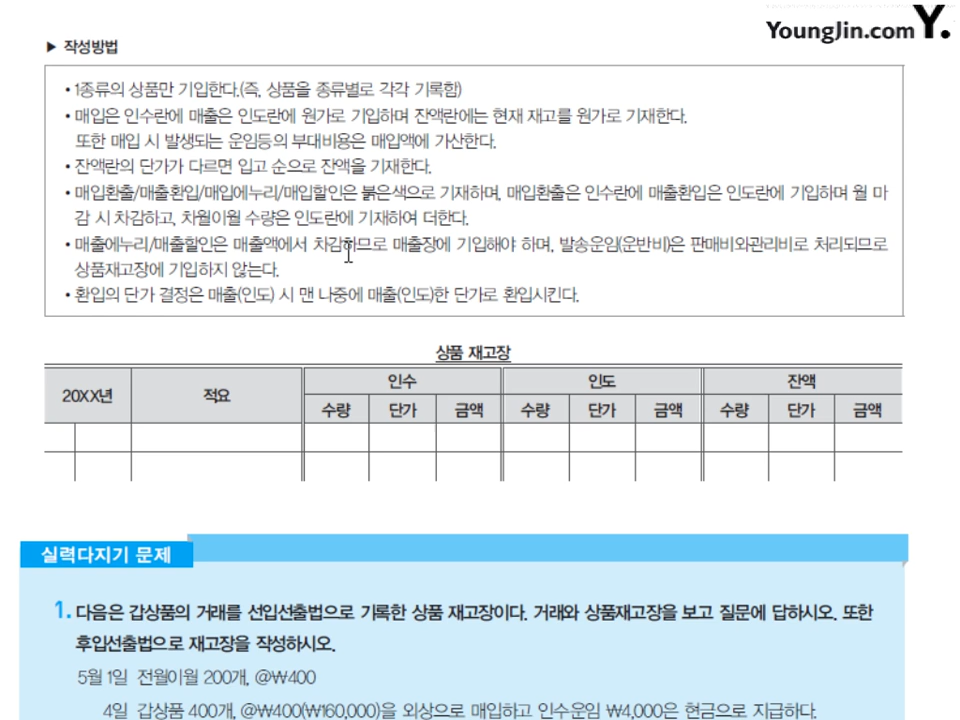 YoungJin.com Y.
▶ 작성방법
• 1종류의 상품만 기입한다.(즉, 상품을 종류별로 각각 기록함)
• 매입은 인수란에 매출은 인도란에 원가로 기입하며 잔액란에는 현재 재고를 원가로 기재한다.
또한 매입 시 발생되는 운임등의 부대비용은 매입액에 가산한다.
• 잔액란의 단가가 다르면 입고 순으로 잔액을 기재한다.
• 매입환출/매출환입/매입에누리/매입할인은 붉은색으로 기재하며, 매입환출은 인수란에 매출환입은 인도란에 기입하며 월 마
감 시 차감하고, 차월이월 수량은 인도란에 기재하여 더한다.
• 매출에누리/매출할인은 매출액에서 차감하므로 매출장에 기입해야 하며, 발송운임(운반비)은 판매비와관리비로 처리되므로
상품재고장에 기입하지 않는다.
• 환입의 단가 결정은 매출(인도) 시 맨 나중에 매출(인도)한 단가로 환입시킨다.
상품 재고장
20XX년 적요 인수 인도 잔액
수량 단가 금액 수량 단가 금액 수량 단가 금액
실력다지기 문제
1. 다음은 갑상품의 거래를 선입선출법으로 기록한 상품 재고장이다. 거래와 상품재고장을 보고 질문에 답하시오. 또한
후입선출법으로 재고장을 작성하시오.
5월 1일 전월이월 200개, @₩400
4일 갑상품 400개, @₩400(₩160,000)을 외상으로 매입하고 인수운임 ₩4,000은 현금으로 지급하다.